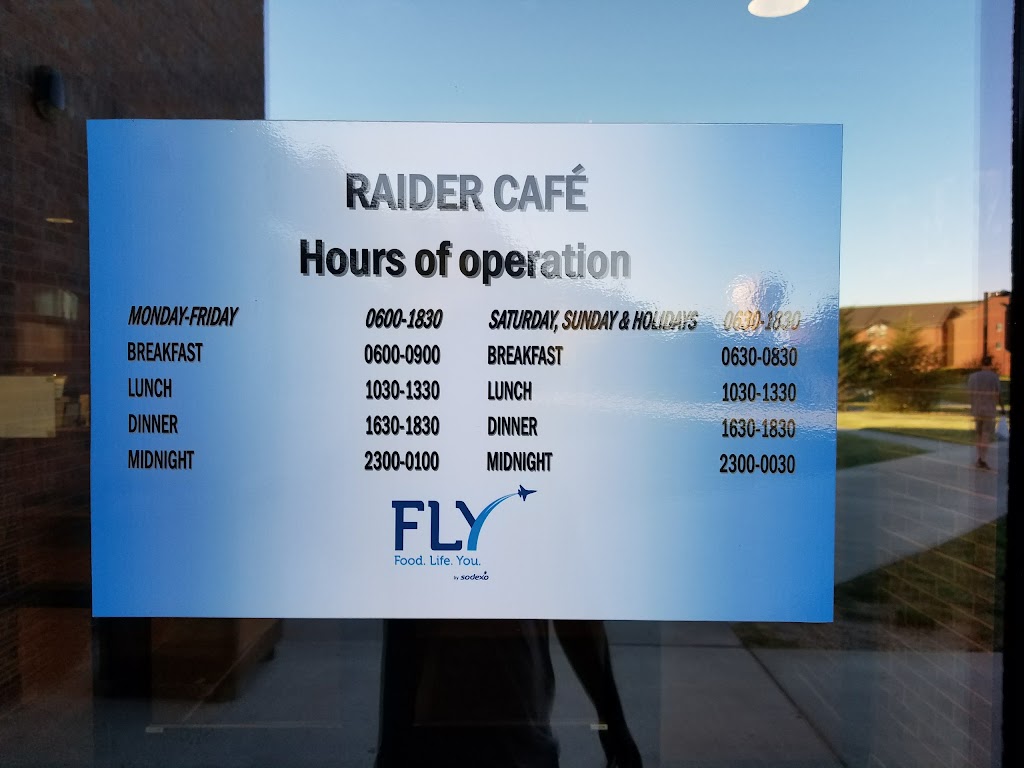 RAIDER CAFÉ
Hours of operation
MONDAY-FRIDAY 0600-1830 SATURDAY, SUNDAY & HOLIDAYS 0630-1830
BREAKFAST 0600-0900 BREAKFAST 0630-0830
LUNCH 1030-1330 LUNCH 1030-1330
DINNER 1630-1830 DINNER 1630-1830
MIDNIGHT 2300-0100 MIDNIGHT 2300-0030
FLY
Food. Life. You.
by sodexo